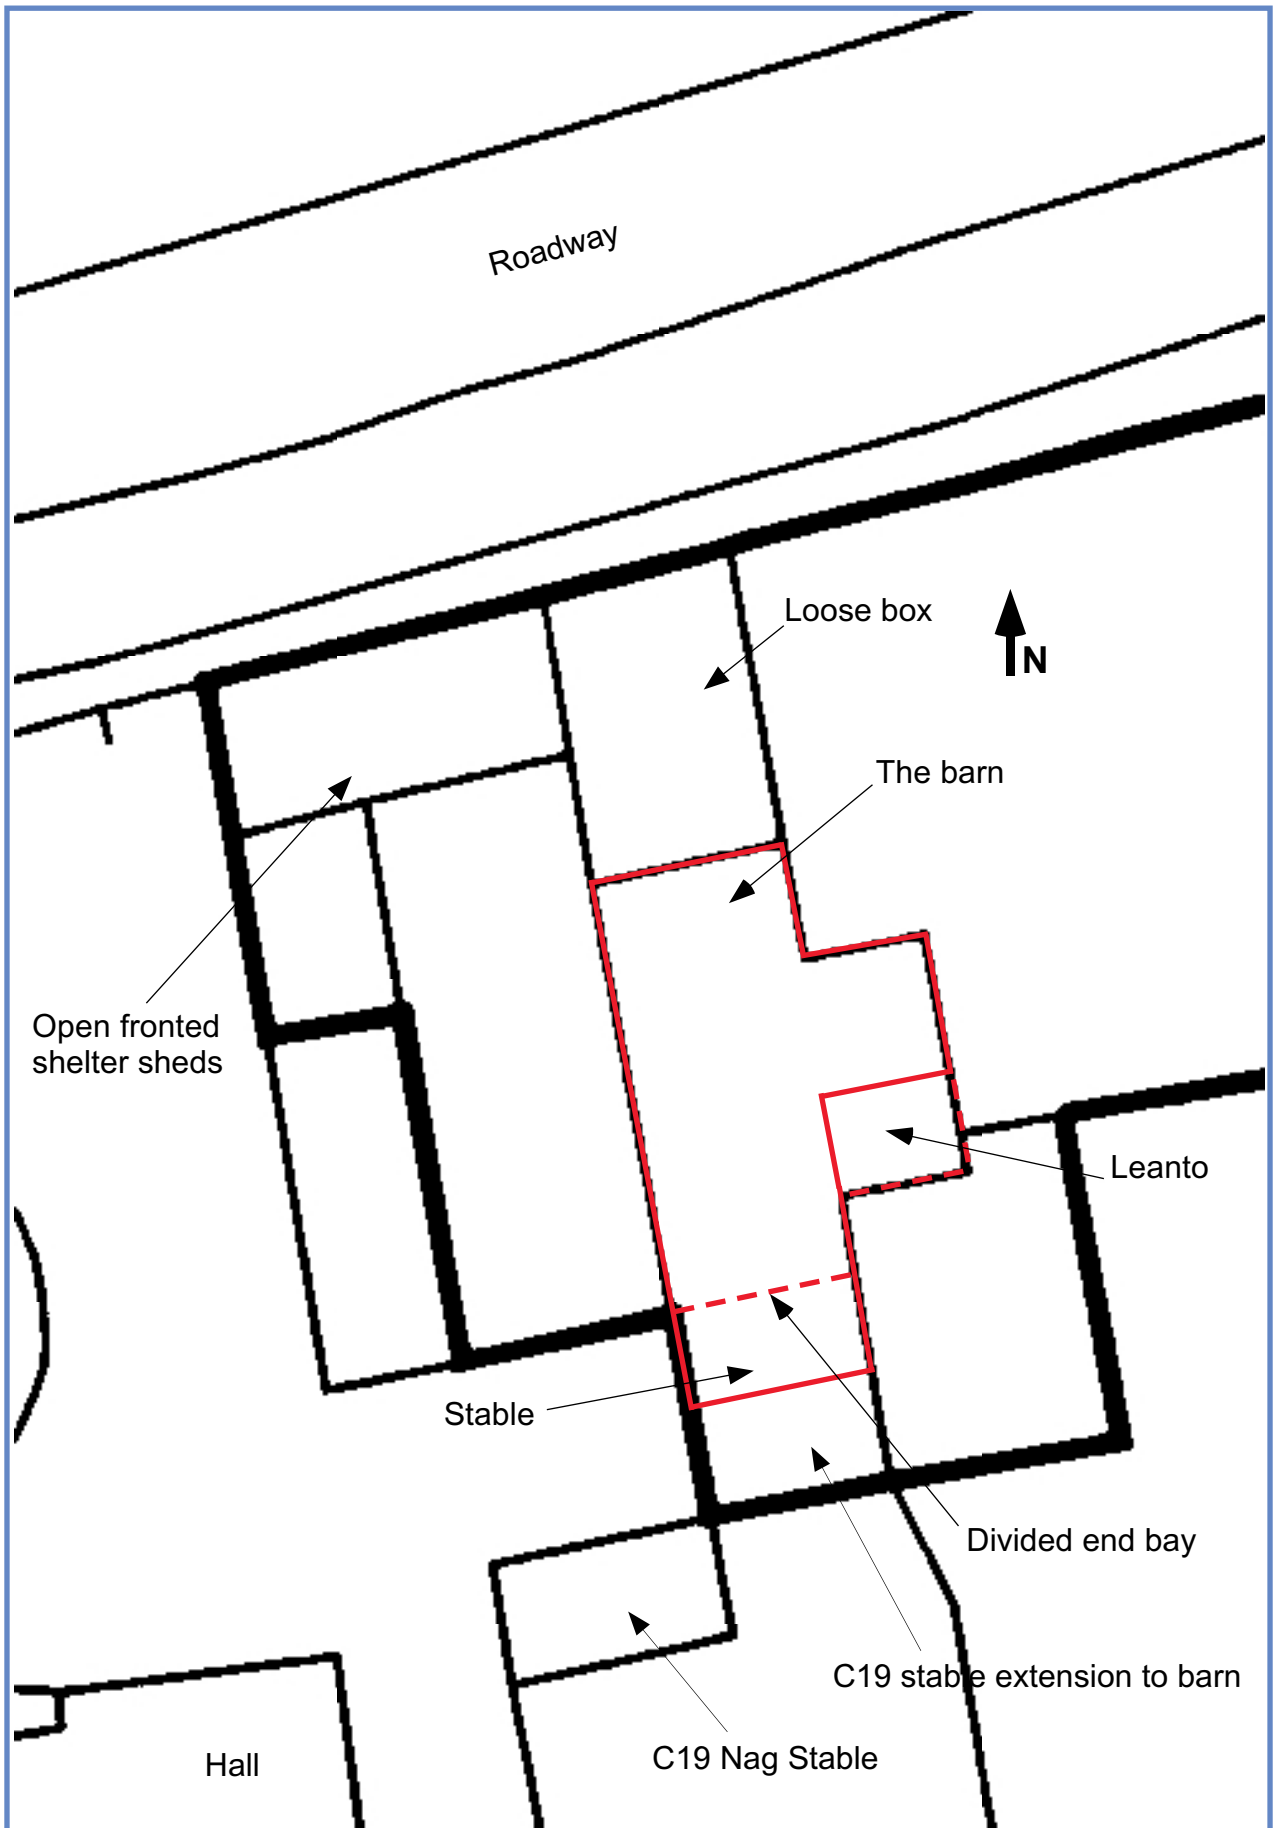 Roadway
Loose box
N
The barn
Open fronted
shelter sheds
Leanto
Stable
Divided end bay
C19 stable extension to barn
C19 Nag Stable
Hall